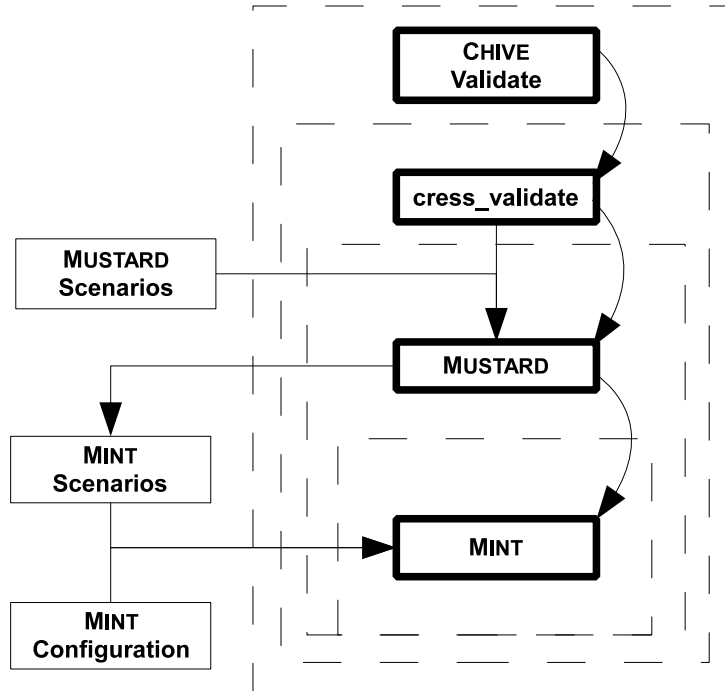 CHIVE
Validate
cress_validate
MUSTARD
Scenarios
MUSTARD
MINT
Scenarios
MINT
MINT
Configuration